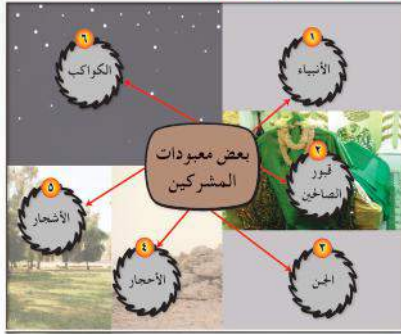 بعض معبودات
المشركين
١
الأنبياء
٢
قبور
الصالحين
٣
الجن
٤
الأحجار
٥
الأشجار
٦
الكواكب